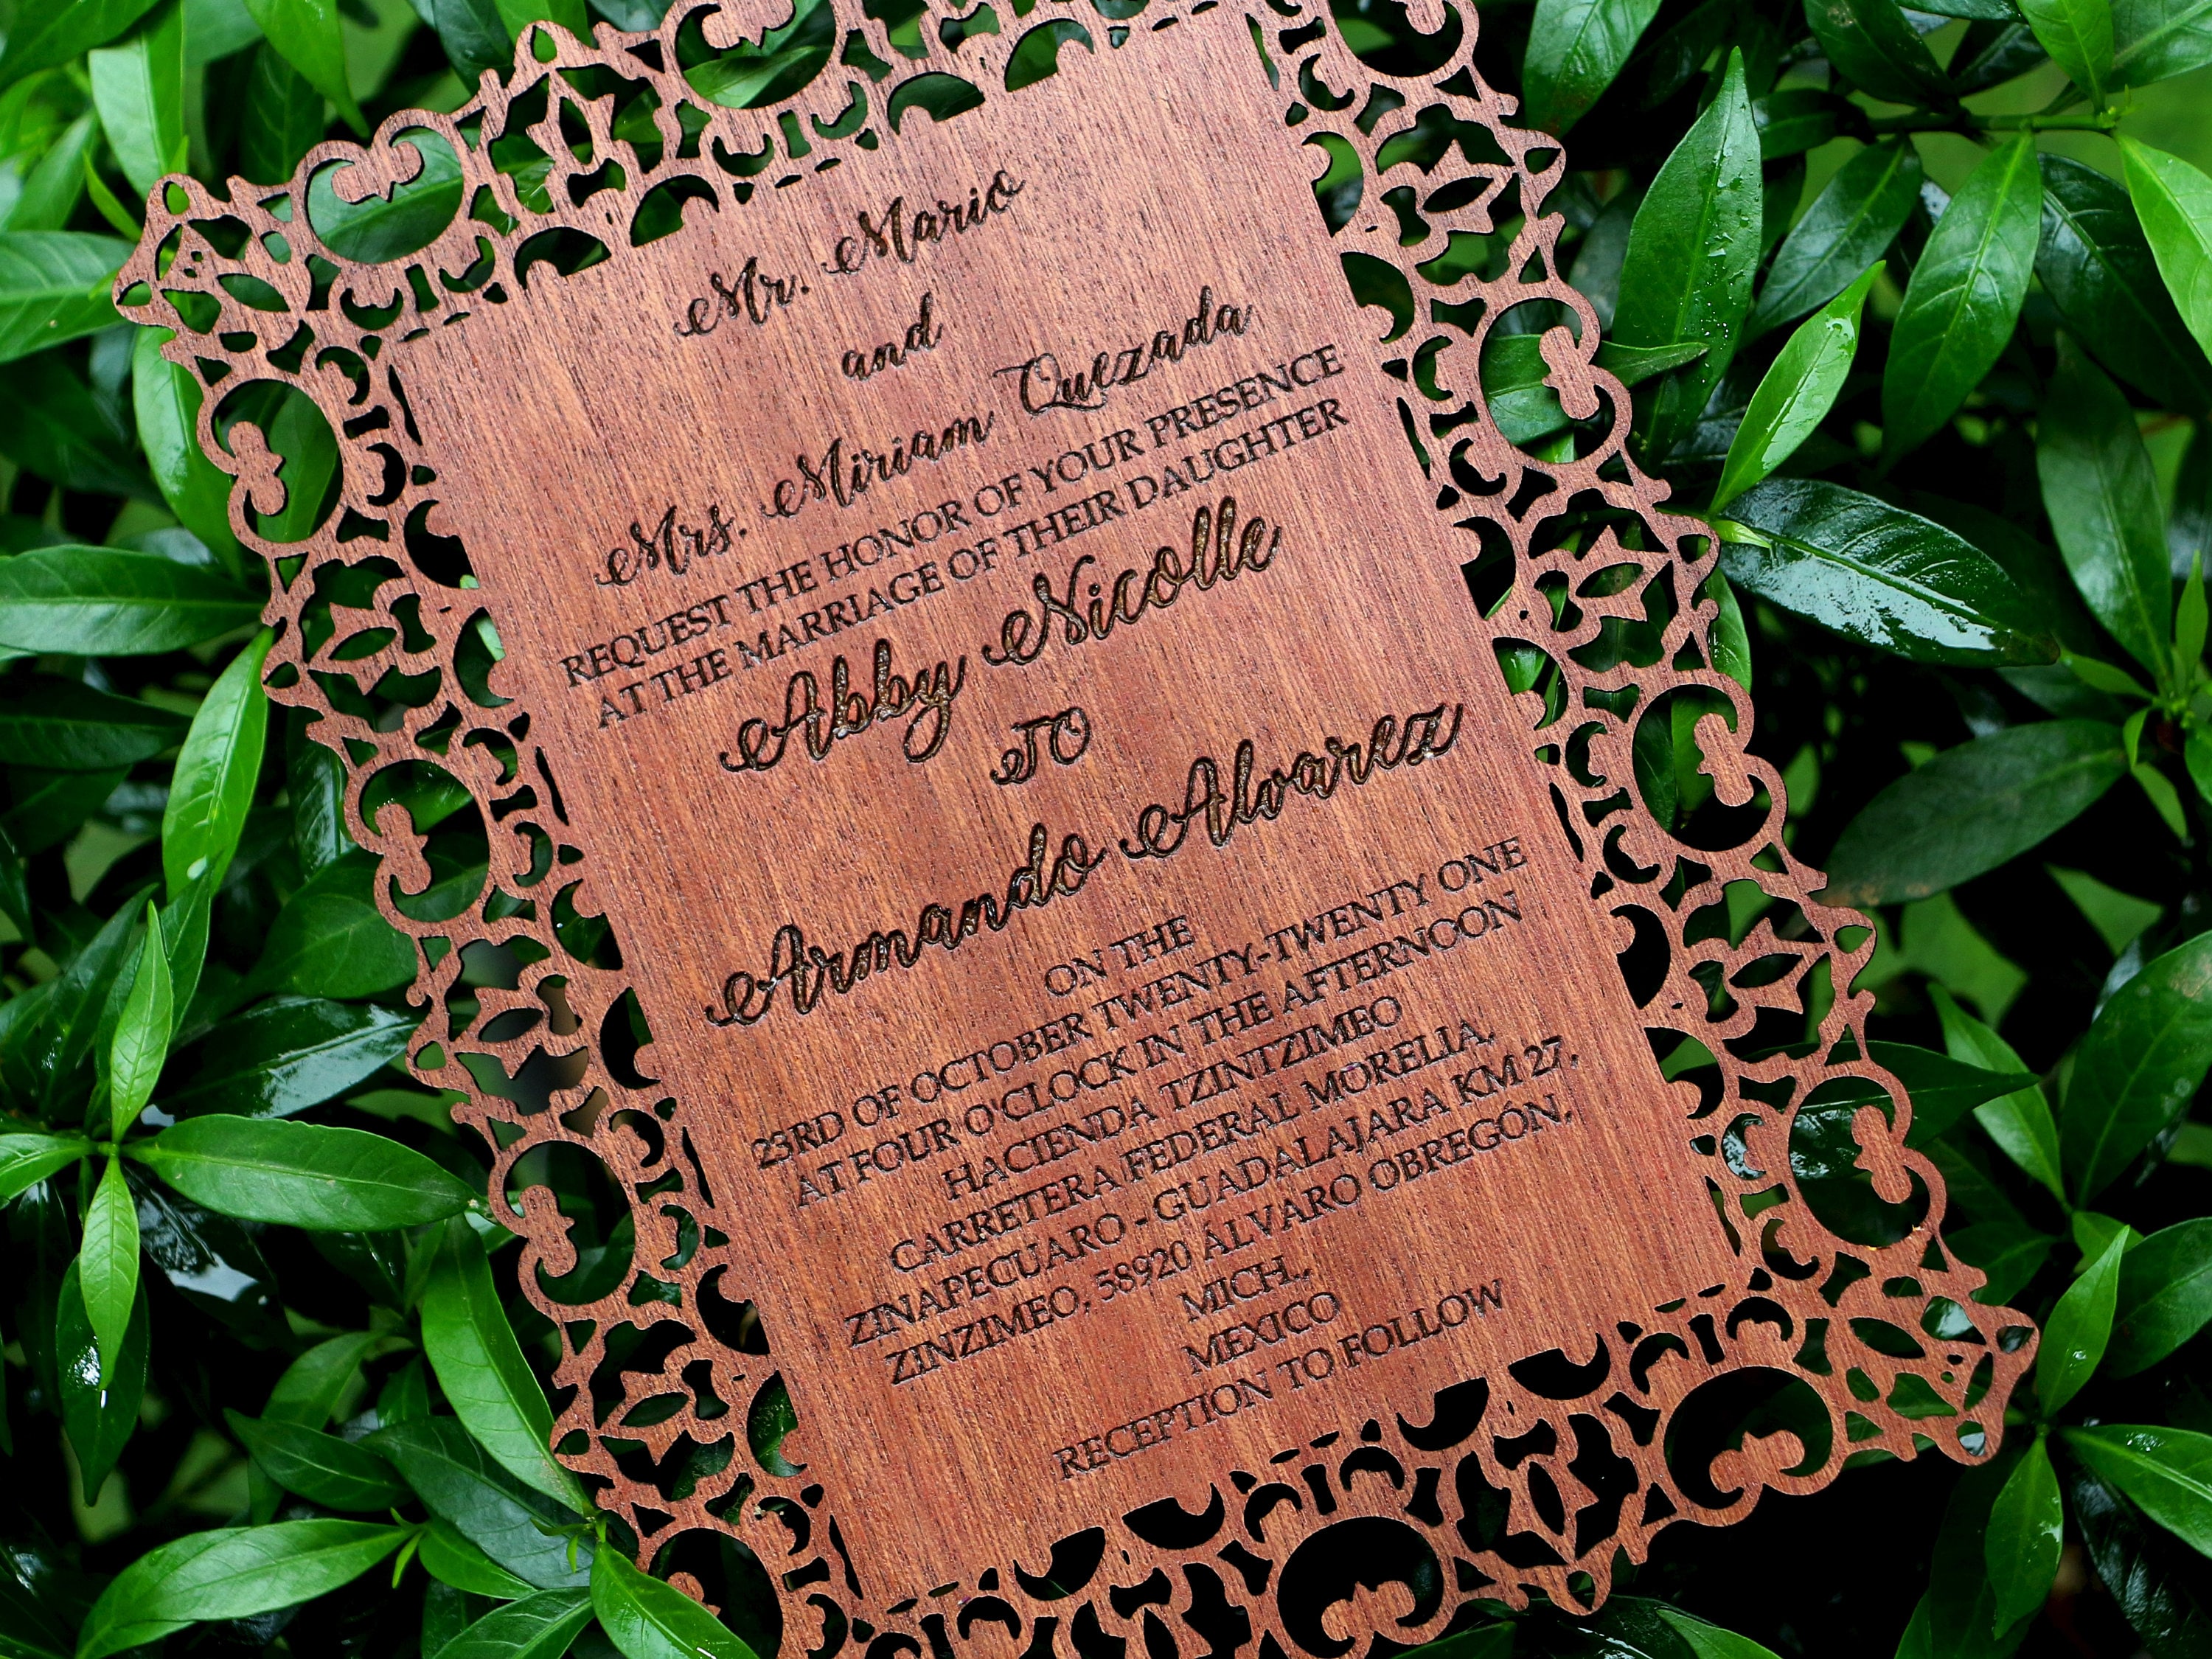 Mr. Mario
and
Mrs. Miriam Quezada
REQUEST THE HONOR OF YOUR PRESENCE
AT THE MARRIAGE OF THEIR DAUGHTER
Abby Nicolle
TO
Armando Alvarez
ON THE
23RD OF OCTOBER TWENTY-TWENTY ONE
AT FOUR O'CLOCK IN THE AFTERNOON
HACIENDA TZINTZIMEO
CARRETERA FEDERAL MORELIA,
ZINAPECUARO - GUADALAJARA KM 27,
ZINZIMEO, 58920 ÁLVARO OBREGÓN,
MICH.,
MEXICO
RECEPTION TO FOLLOW